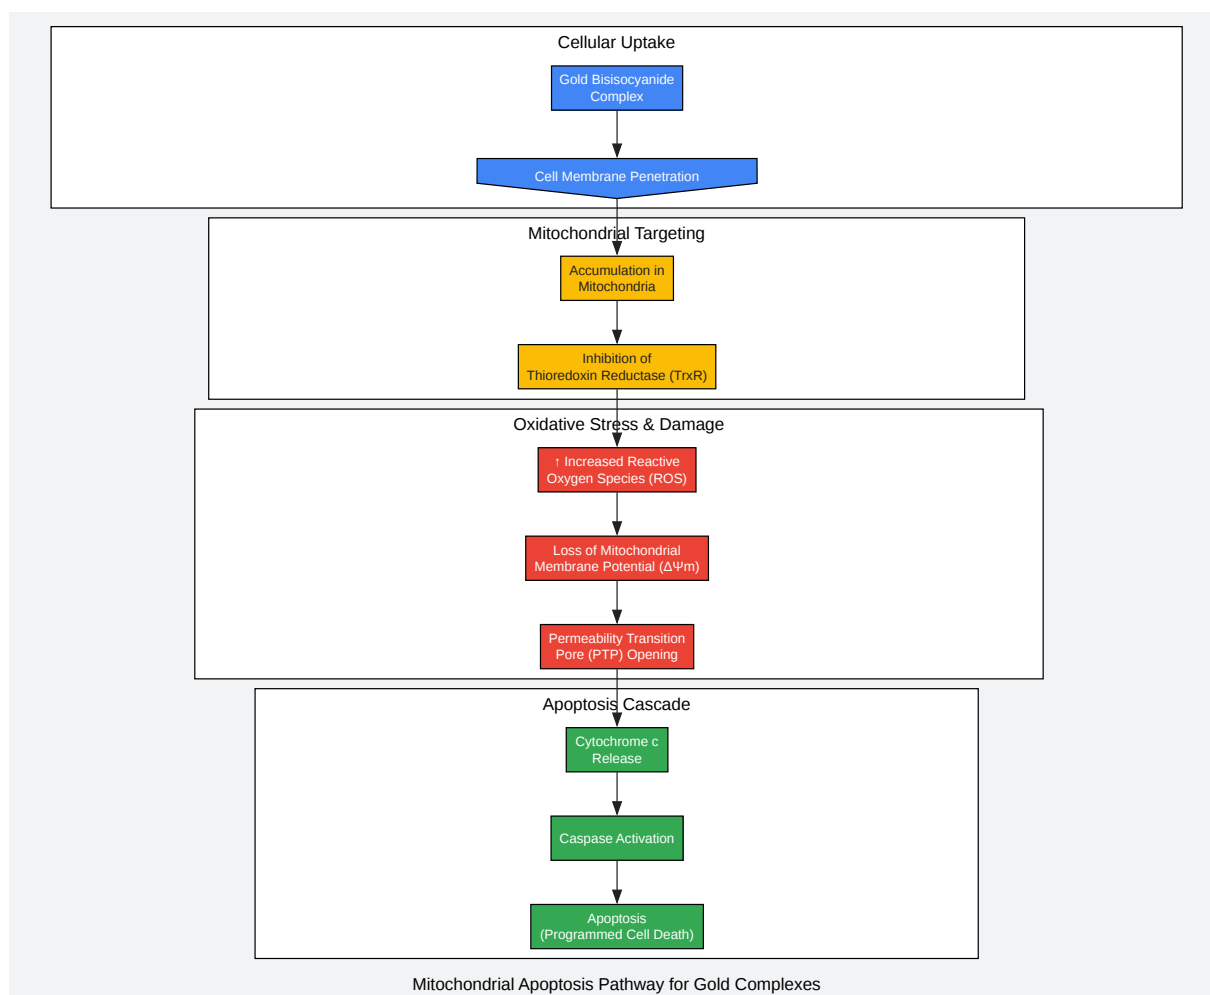 Cellular Uptake
Gold Bisisocyanide
Complex
Cell Membrane Penetration
Mitochondrial Targeting
Accumulation in
Mitochondria
Inhibition of
Thioredoxin Reductase (TrxR)
Oxidative Stress & Damage
↑ Increased Reactive
Oxygen Species (ROS)
Loss of Mitochondrial
Membrane Potential (ΔΨm)
Permeability Transition
Pore (PTP) Opening
Apoptosis Cascade
Cytochrome c
Release
Caspase Activation
Apoptosis
(Programmed Cell Death)
Mitochondrial Apoptosis Pathway for Gold Complexes